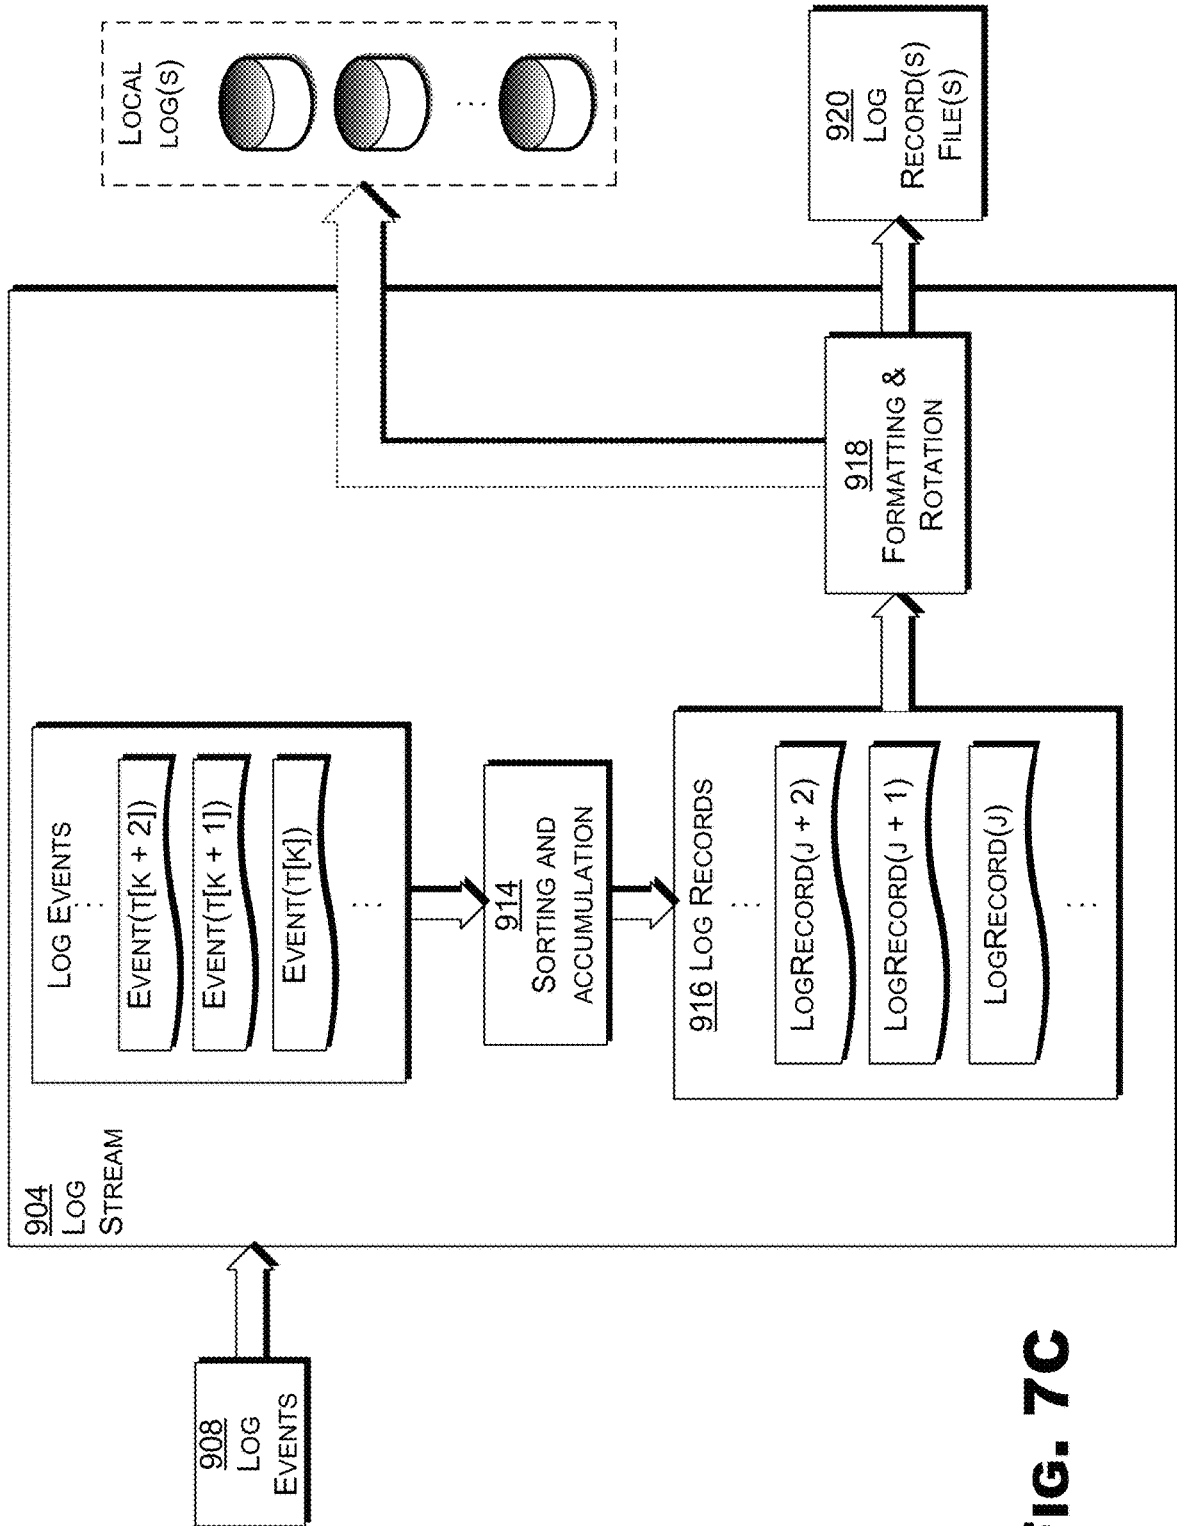 908
LOG
EVENTS
904
LOG
STREAM
LOG EVENTS
...
EVENT(T[K + 2])
EVENT(T[K + 1])
EVENT(T[K])
...
914
SORTING AND
ACCUMULATION
916 LOG RECORDS
...
LOGRECORD(J + 2)
LOGRECORD(J + 1)
LOGRECORD(J)
...
918
FORMATTING &
ROTATION
LOCAL
LOG(S)
...
920
LOG
RECORD(S)
FILE(S)
FIG. 7C